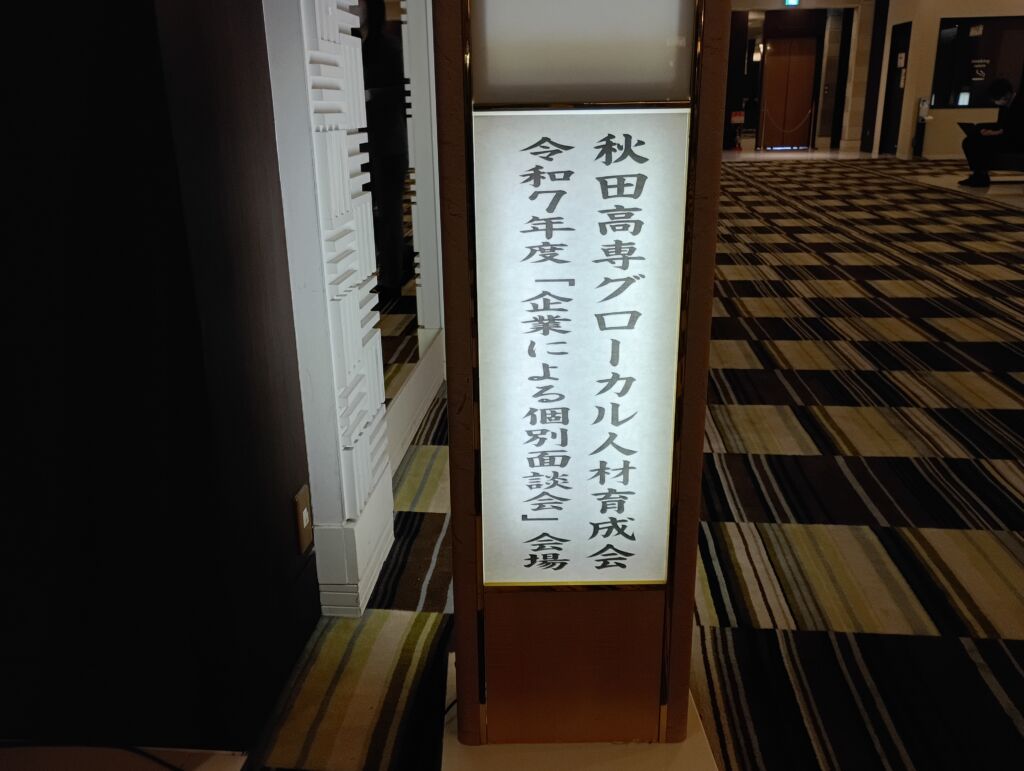 秋田高専グローカル人材育成会
令和7年度「企業による個別面談会」会場